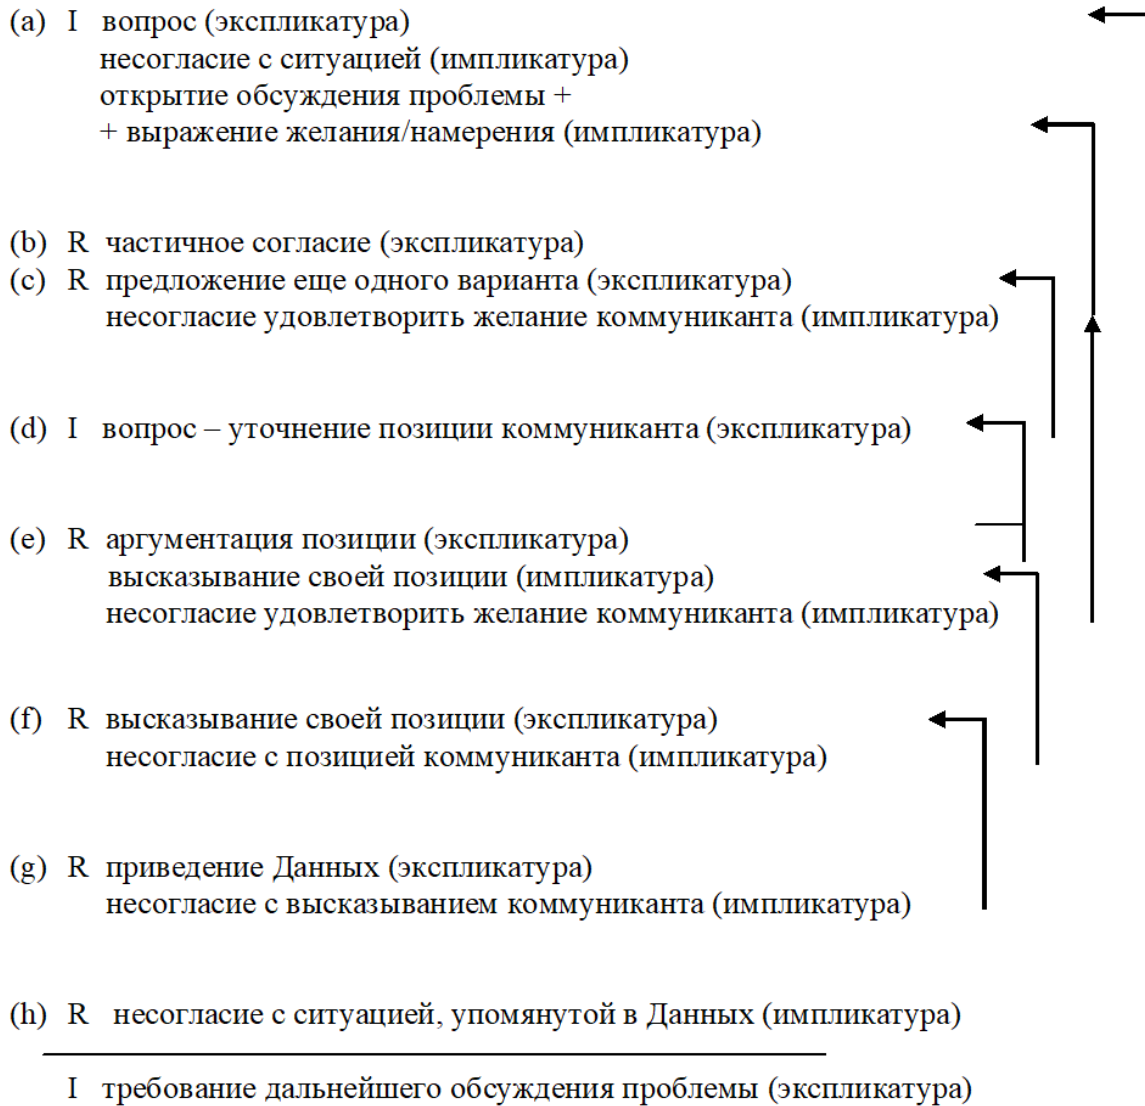 (a) I вопрос (экспликатура)
несогласие с ситуацией (импликатура)
открытие обсуждения проблемы +
+ выражение желания/намерения (импликатура)
(b) R частичное согласие (экспликатура)
(c) R предложение еще одного варианта (экспликатура)
несогласие удовлетворить желание коммуниканта (импликатура)
(d) I вопрос – уточнение позиции коммуниканта (экспликатура)
(e) R аргументация позиции (экспликатура)
высказывание своей позиции (импликатура)
несогласие удовлетворить желание коммуниканта (импликатура)
(f) R высказывание своей позиции (экспликатура)
несогласие с позицией коммуниканта (импликатура)
(g) R приведение Данных (экспликатура)
несогласие с высказыванием коммуниканта (импликатура)
(h) R несогласие с ситуацией, упомянутой в Данных (импликатура)
I требование дальнейшего обсуждения проблемы (экспликатура)